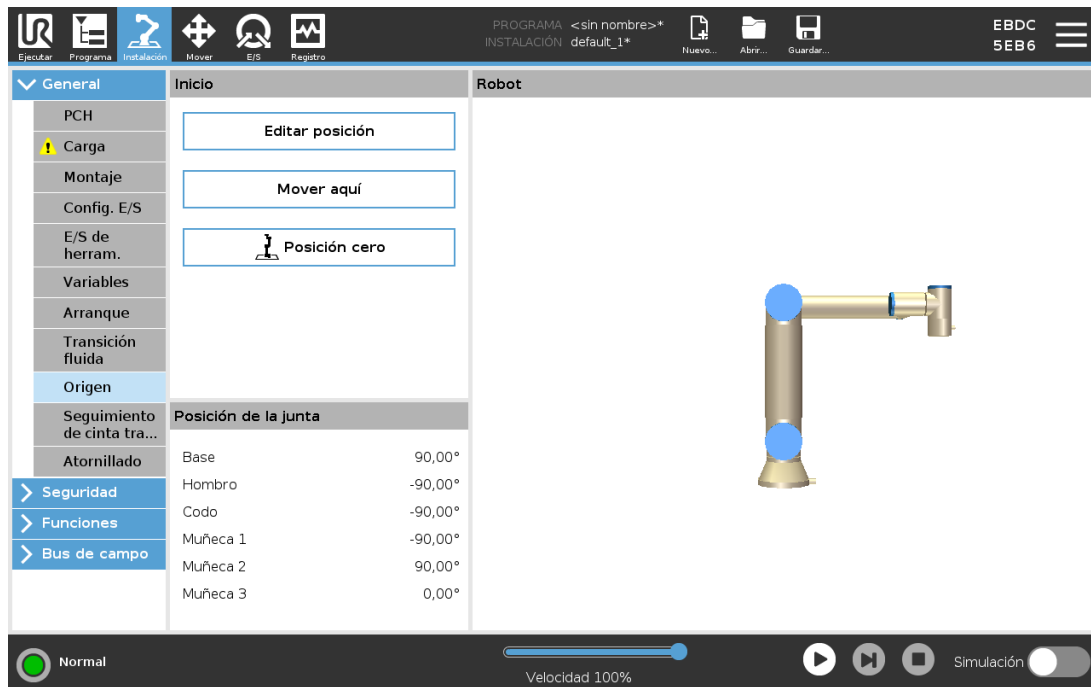 PROGRAMA <sin nombre>*
INSTALACIÓN default_1*
EBDC
5EB6
Ejecutar Programa Instalación Mover E/S Registro
Nuevo... Abrir... Guardar...
General
PCH
Carga
Montaje
Config. E/S
E/S de
herram.
Variables
Arranque
Transición
fluida
Origen
Seguimiento
de cinta tra...
Atornillado
Seguridad
Funciones
Bus de campo
Inicio
Editar posición
Mover aquí
Posición cero
Posición de la junta
Base 90,00°
Hombro -90,00°
Codo -90,00°
Muñeca 1 -90,00°
Muñeca 2 90,00°
Muñeca 3 0,00°
Robot
Normal
Velocidad 100%
Simulación